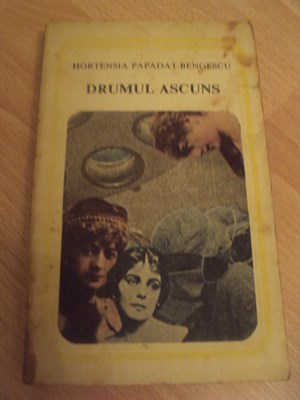 HORTENSIA PAPADAT-BENGESCU
DRUMUL ASCUNS